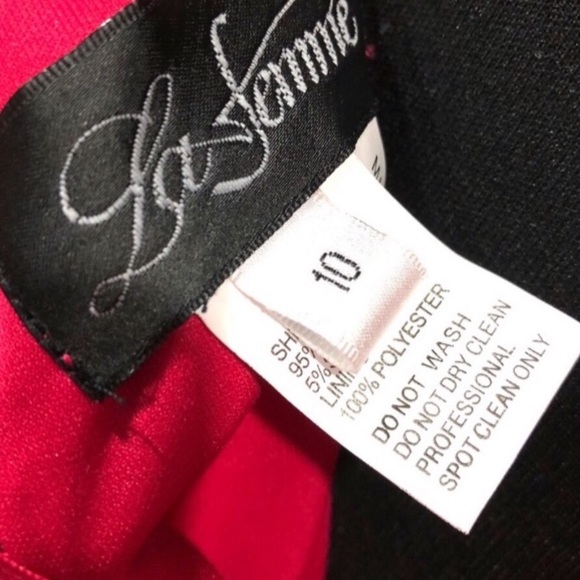 La Femme
10
SH
95%
5%
LIN
100% POLYESTER
DO NOT WASH
DO NOT DRY CLEAN
PROFESSIONAL
SPOT CLEAN ONLY